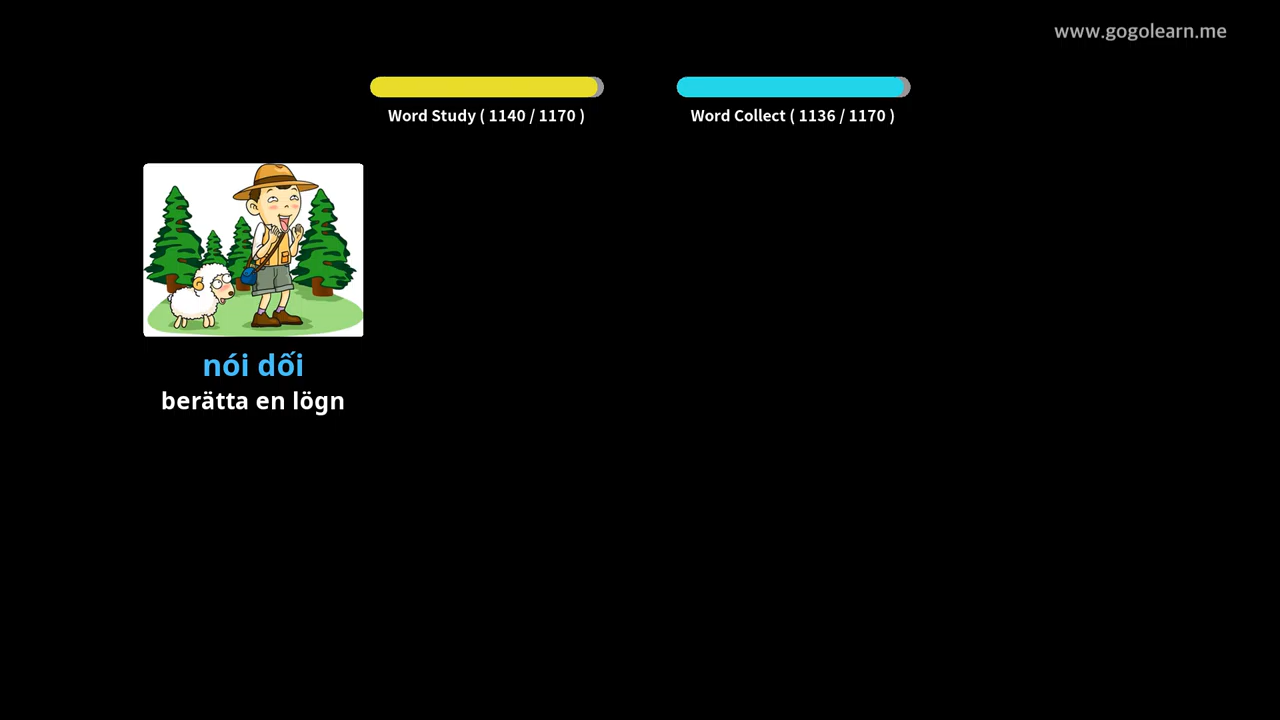 www.gogolearn.me
Word Study ( 1140 / 1170 )
Word Collect ( 1136 / 1170 )
nói dối
berätta en lögn